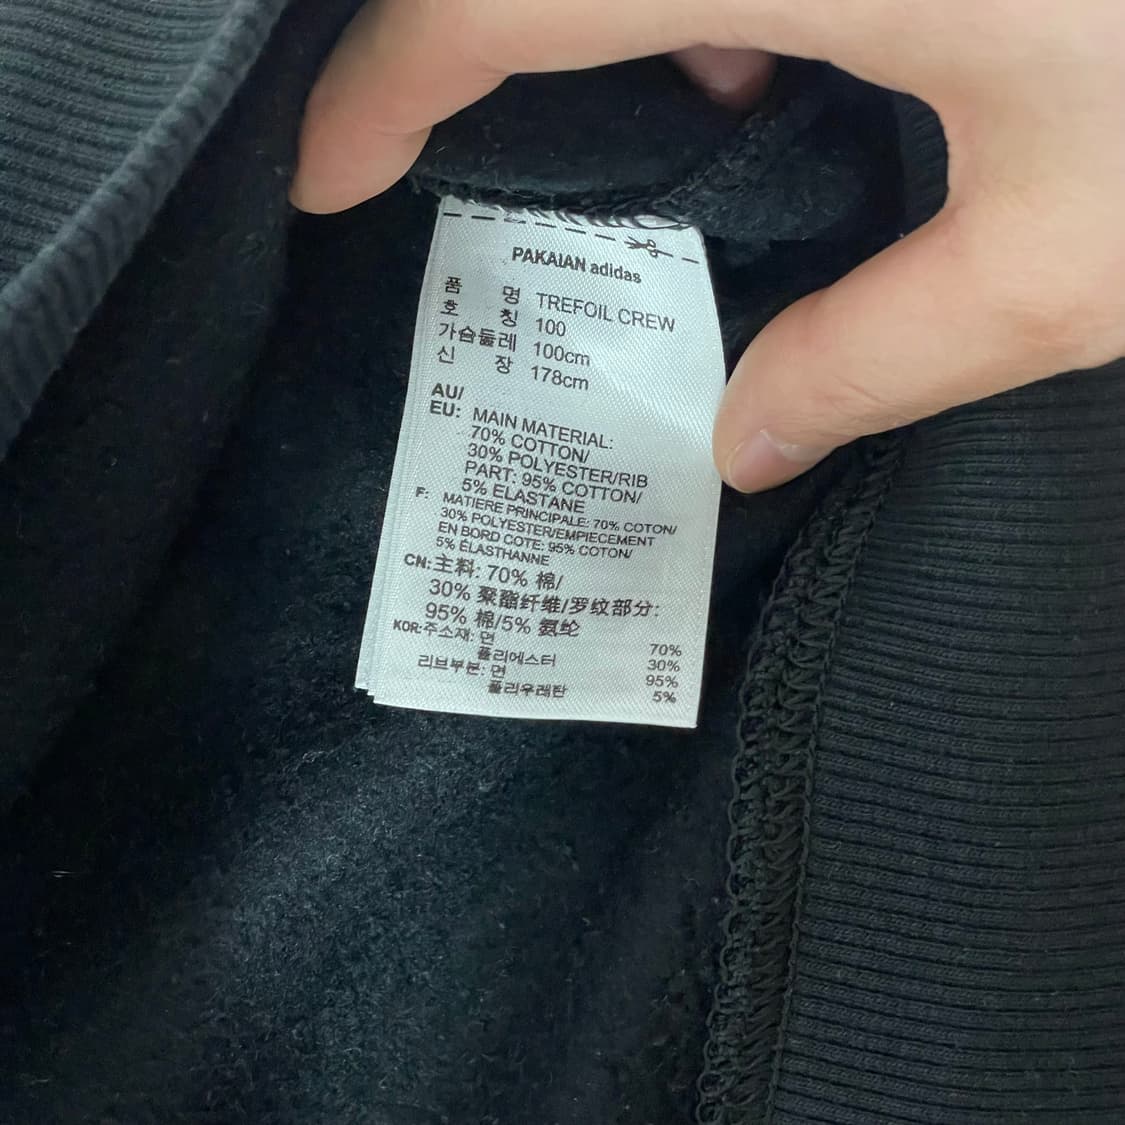 PAKAIAN adidas
품 명 TREFOIL CREW
호 칭 100
가슴둘레 100cm
신 장 178cm
AU/
EU: MAIN MATERIAL:
70% COTTON/
30% POLYESTER/RIB
PART: 95% COTTON/
5% ELASTANE
F: MATIERE PRINCIPALE: 70% COTON/
30% POLYESTER/EMPIECEMENT
EN BORD COTE: 95% COTON/
5% ÉLASTHANNE
CN: 主料: 70% 棉/
30% 聚酯纤维/罗纹部分:
95% 棉/5% 氨纶
KOR: 주소재: 면 70%
폴리에스터 30%
리브부분: 면 95%
폴리우레탄 5%